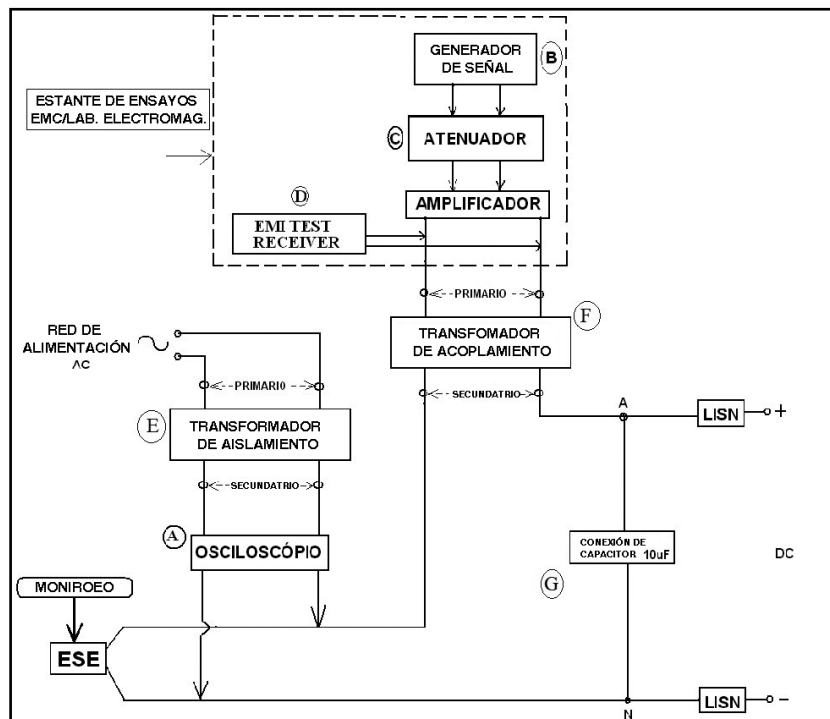 GENERADOR
DE SEÑAL
B
ESTANTE DE ENSAYOS
EMC/LAB. ELECTROMAG.
C
ATENUADOR
D
AMPLIFICADOR
EMI TEST
RECEIVER
PRIMARIO
F
RED DE
ALIMENTACIÓN
AC
TRANSFOMADOR
DE ACOPLAMIENTO
PRIMARIO
SECUNDATRIO
A
LISN
+
E
TRANSFORMADOR
DE AISLAMIENTO
SECUNDATRIO
A
OSCILOSCÓPIO
CONEXIÓN DE
CAPACITOR 10uF
DC
G
MONIROEO
ESE
LISN
-
N